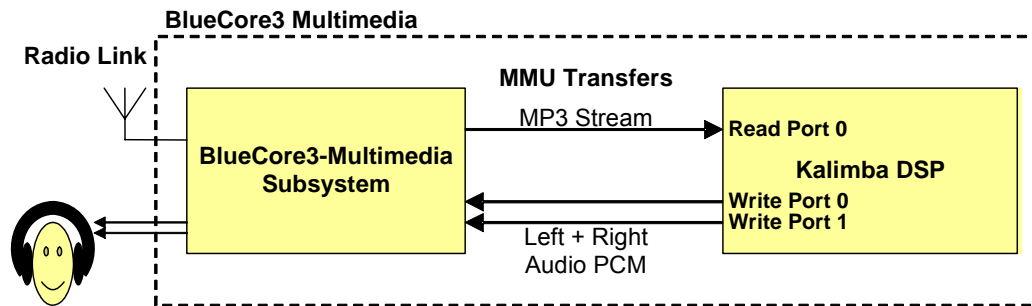 BlueCore3 Multimedia
Radio Link
MMU Transfers
MP3 Stream
Read Port 0
BlueCore3-Multimedia
Subsystem
Kalimba DSP
Write Port 0
Write Port 1
Left + Right
Audio PCM